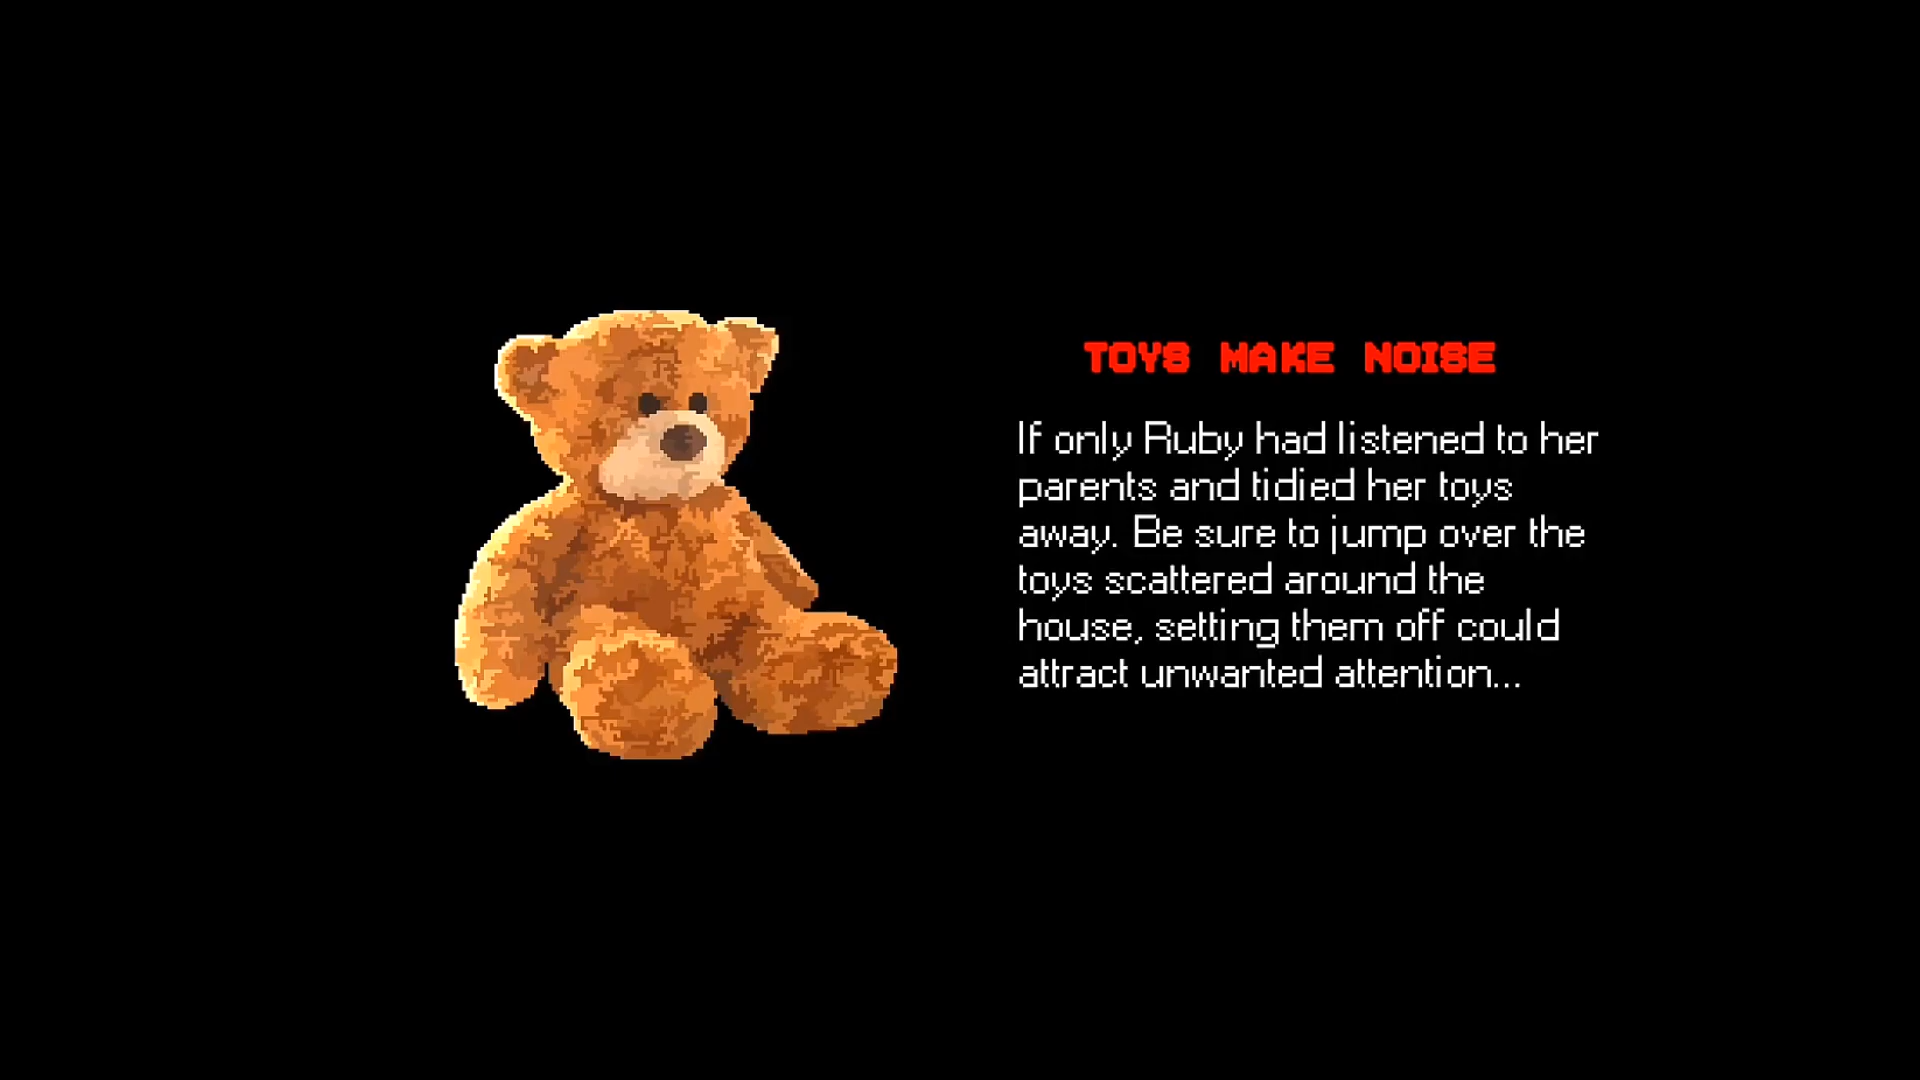 TOYS MAKE NOISE
If only Ruby had listened to her
parents and tidied her toys
away. Be sure to jump over the
toys scattered around the
house, setting them off could
attract unwanted attention...